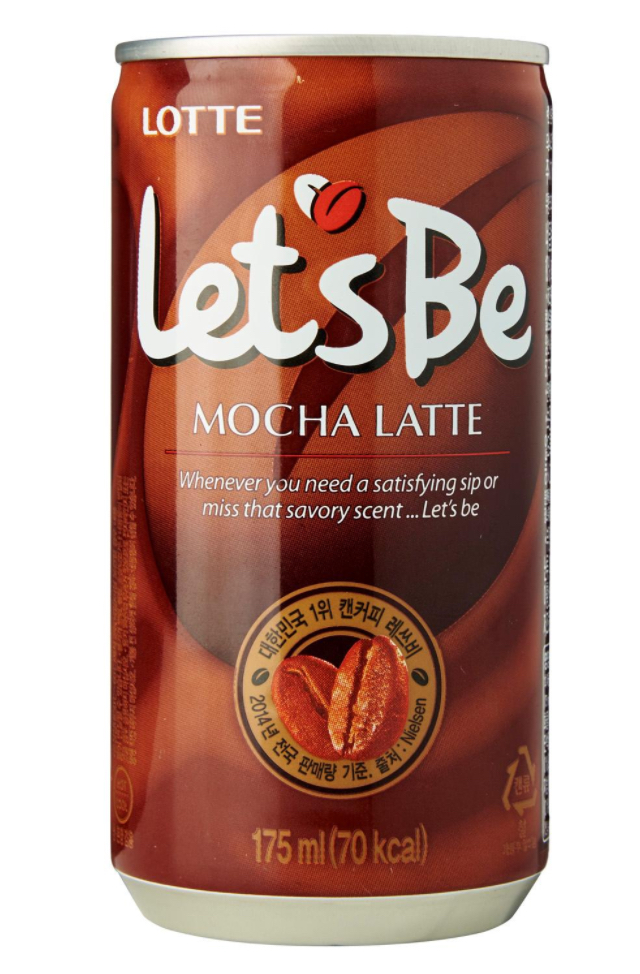 LOTTE
Let's Be
MOCHA LATTE
Whenever you need a satisfying sip or
miss that savory scent ... Let's be
대한민국 1위 캔커피 레쓰비
2014년 전국 판매량 기준, 출처 : Nielsen
175 ml (70 kcal)